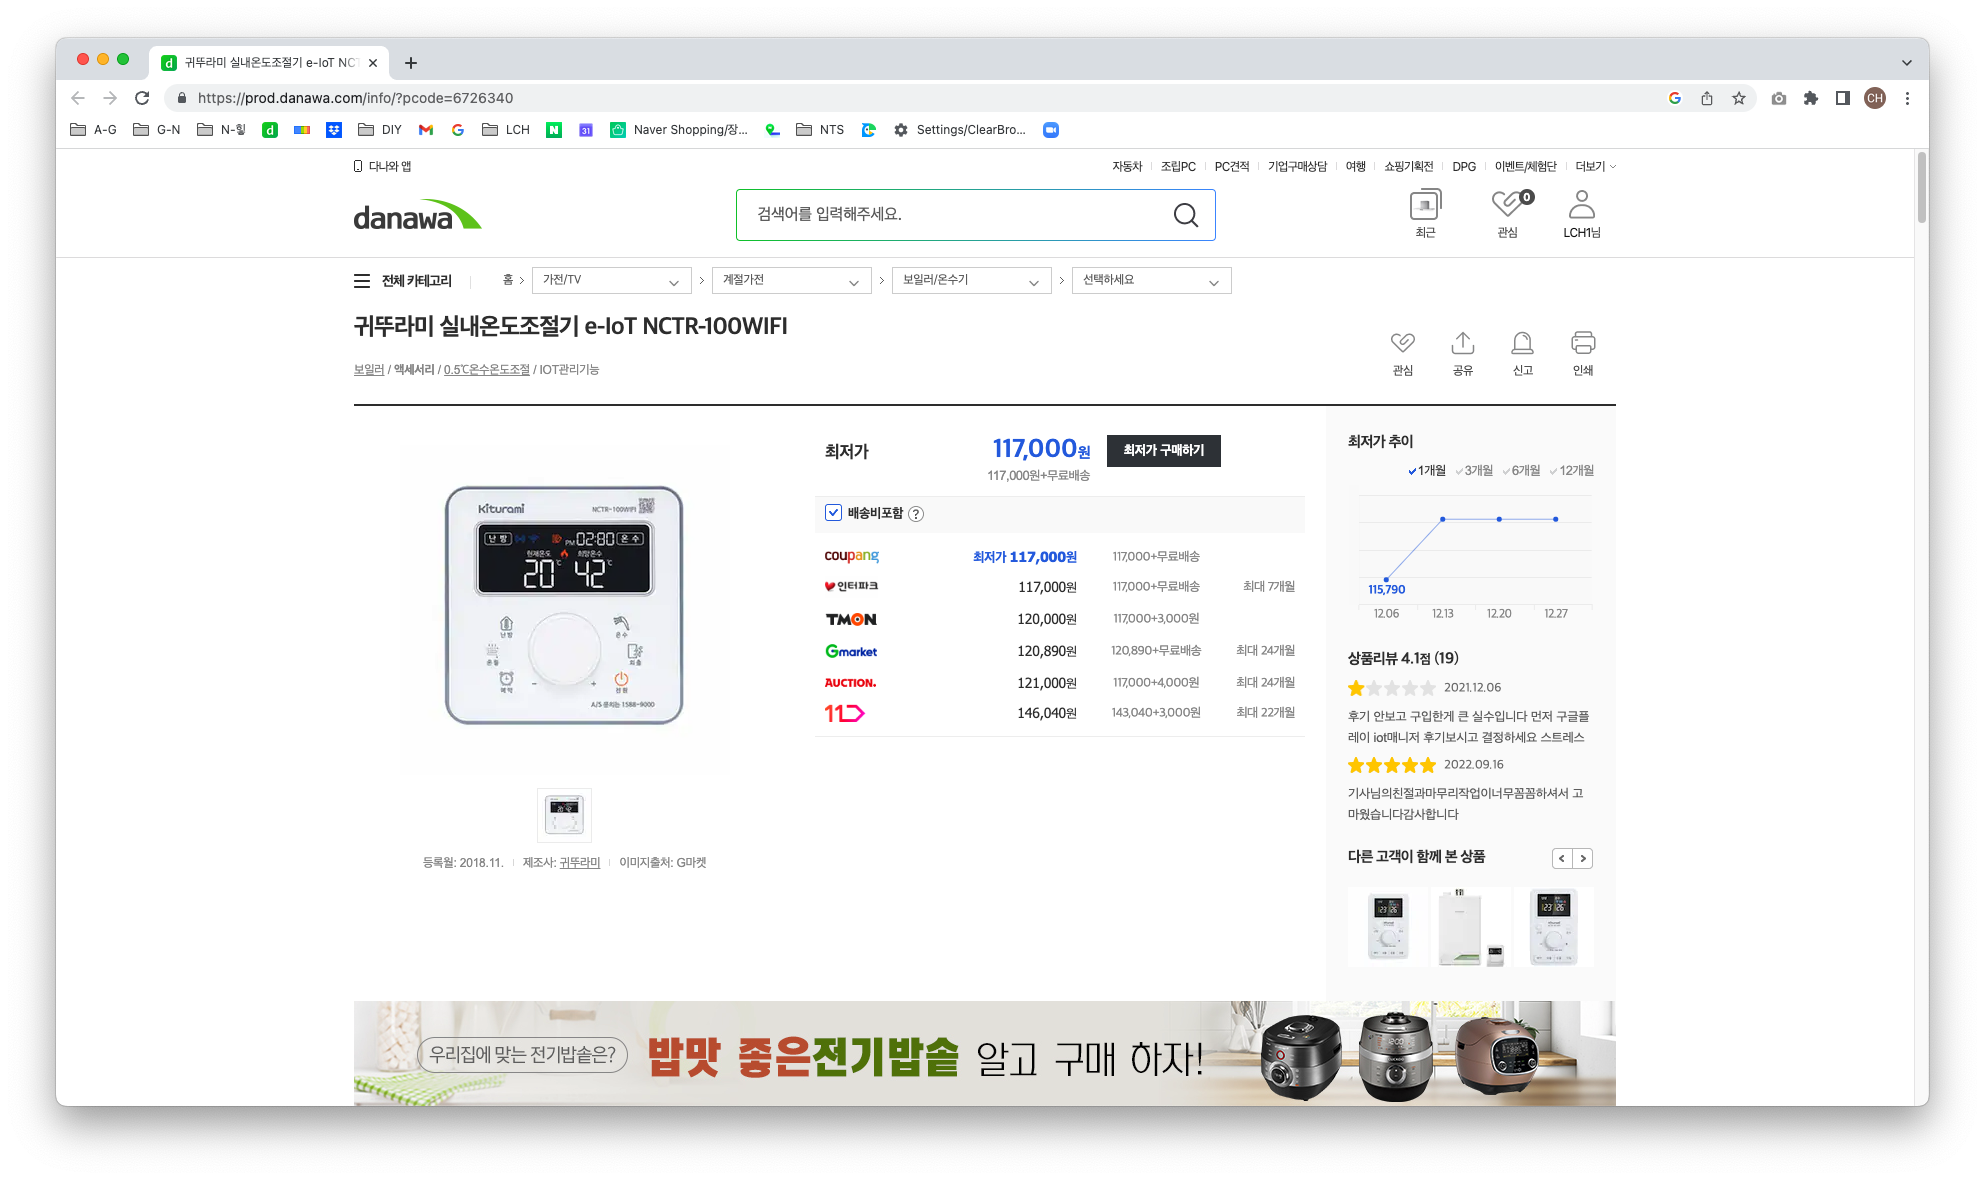 귀뚜라미 실내온도조절기 e-IoT NCT
https://prod.danawa.com/info/?pcode=6726340
CH
A-G G-N N-힣 DIY LCH Naver Shopping/장... NTS Settings/ClearBro...
다나와 앱
자동차 조립PC PC견적 기업구매상담 여행 쇼핑기획전 DPG 이벤트/체험단 더보기
danawa
검색어를 입력해주세요.
최근 관심 0 LCH1님
전체 카테고리 홈 > 가전/TV > 계절가전 > 보일러/온수기 > 선택하세요
귀뚜라미 실내온도조절기 e-IoT NCTR-100WIFI
보일러 / 액세서리 / 0.5℃온수온도조절 / IOT관리기능
관심 공유 신고 인쇄
Kiturami NCTR-100WIFI
난방 PM 02:80 온수
현재온도 희망온수
20℃ 42℃
난방 온수
온돌 외출
예약 - + 전원
A/S 문의는 1588-9000
등록월: 2018.11. 제조사: 귀뚜라미 이미지출처: G마켓
최저가 117,000원 최저가 구매하기
117,000원+무료배송
배송비포함 ?
coupang 최저가 117,000원 117,000+무료배송
인터파크 117,000원 117,000+무료배송 최대 7개월
TMON 120,000원 117,000+3,000원
Gmarket 120,890원 120,890+무료배송 최대 24개월
AUCTION. 121,000원 117,000+4,000원 최대 24개월
11 146,040원 143,040+3,000원 최대 22개월
최저가 추이
1개월 3개월 6개월 12개월
115,790
12.06 12.13 12.20 12.27
상품리뷰 4.1점 (19)
2021.12.06
후기 안보고 구입한게 큰 실수입니다 먼저 구글플
레이 iot매니저 후기보시고 결정하세요 스트레스
2022.09.16
기사님의친절과마무리작업이너무꼼꼼하셔서 고
마웠습니다감사합니다
다른 고객이 함께 본 상품
우리집에 맞는 전기밥솥은? 밥맛 좋은전기밥솥 알고 구매 하자!